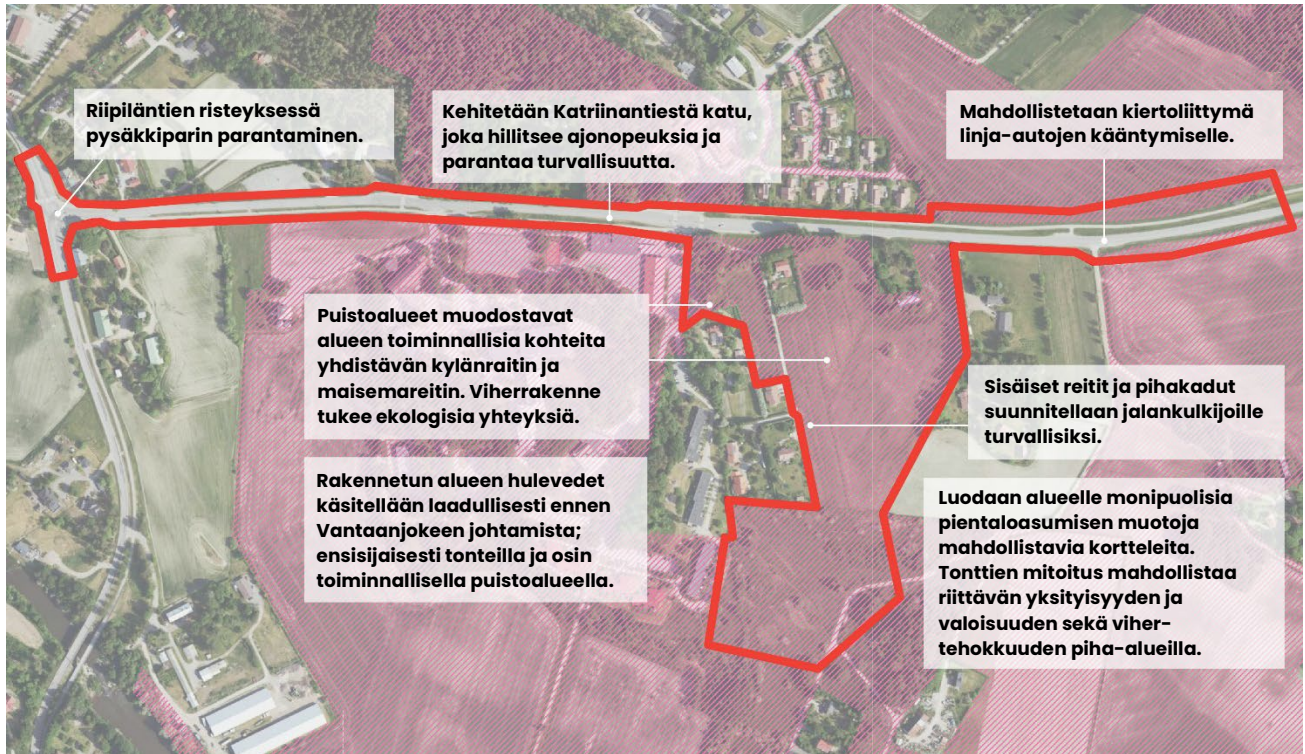 Riipiläntien risteyksessä
pysäkkiparin parantaminen.
Kehitetään Katriinantiestä katu,
joka hillitsee ajonopeuksia ja
parantaa turvallisuutta.
Mahdollistetaan kiertoliittymä
linja-autojen kääntymiselle.
Puistoalueet muodostavat
alueen toiminnallisia kohteita
yhdistävän kylänraitin ja
maisemareitin. Viherrakenne
tukee ekologisia yhteyksiä.
Sisäiset reitit ja pihakadut
suunnitellaan jalankulkijoille
turvallisiksi.
Rakennetun alueen hulevedet
käsitellään laadullisesti ennen
Vantaanjokeen johtamista;
ensisijaisesti tonteilla ja osin
toiminnallisella puistoalueella.
Luodaan alueelle monipuolisia
pientaloasumisen muotoja
mahdollistavia kortteleita.
Tonttien mitoitus mahdollistaa
riittävän yksityisyyden ja
valoisuuden sekä viher-
tehokkuuden piha-alueilla.